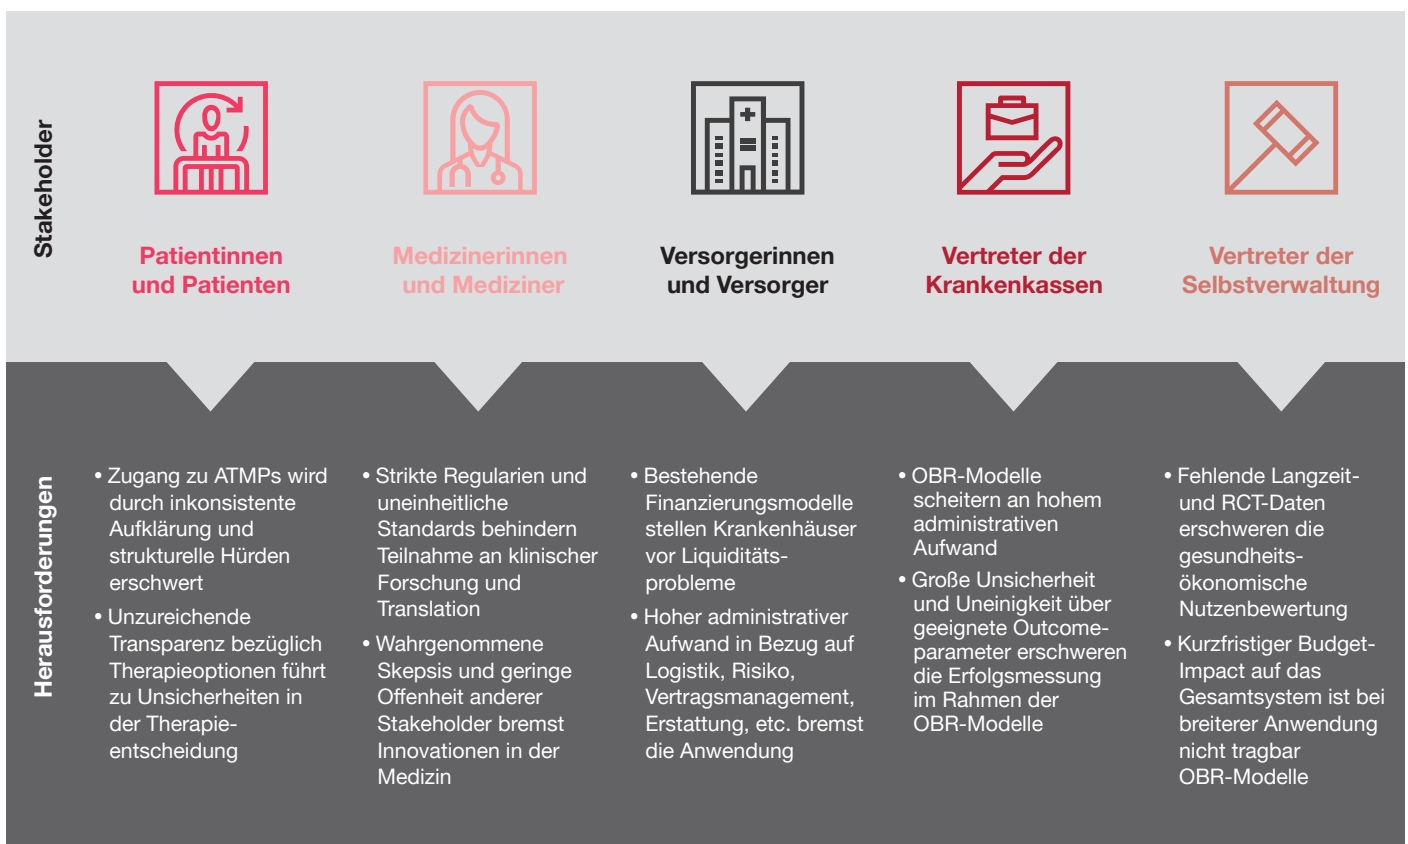 Stakeholder
Patientinnen
und Patienten
Medizinerinnen
und Mediziner
Versorgerinnen
und Versorger
Vertreter der
Krankenkassen
Vertreter der
Selbstverwaltung
Herausforderungen
• Zugang zu ATMPs wird
durch inkonsistente
Aufklärung und
strukturelle Hürden
erschwert
• Unzureichende
Transparenz bezüglich
Therapieoptionen führt
zu Unsicherheiten in
der Therapie-
entscheidung
• Strikte Regularien und
uneinheitliche
Standards behindern
Teilnahme an klinischer
Forschung und
Translation
• Wahrgenommene
Skepsis und geringe
Offenheit anderer
Stakeholder bremst
Innovationen in der
Medizin
• Bestehende
Finanzierungsmodelle
stellen Krankenhäuser
vor Liquiditäts-
probleme
• Hoher administrativer
Aufwand in Bezug auf
Logistik, Risiko,
Vertragsmanagement,
Erstattung, etc. bremst
die Anwendung
• OBR-Modelle
scheitern an hohem
administrativen
Aufwand
• Große Unsicherheit
und Uneinigkeit über
geeignete Outcome-
parameter erschweren
die Erfolgsmessung
im Rahmen der
OBR-Modelle
• Fehlende Langzeit-
und RCT-Daten
erschweren die
gesundheits-
ökonomische
Nutzenbewertung
• Kurzfristiger Budget-
Impact auf das
Gesamtsystem ist bei
breiterer Anwendung
nicht tragbar
OBR-Modelle